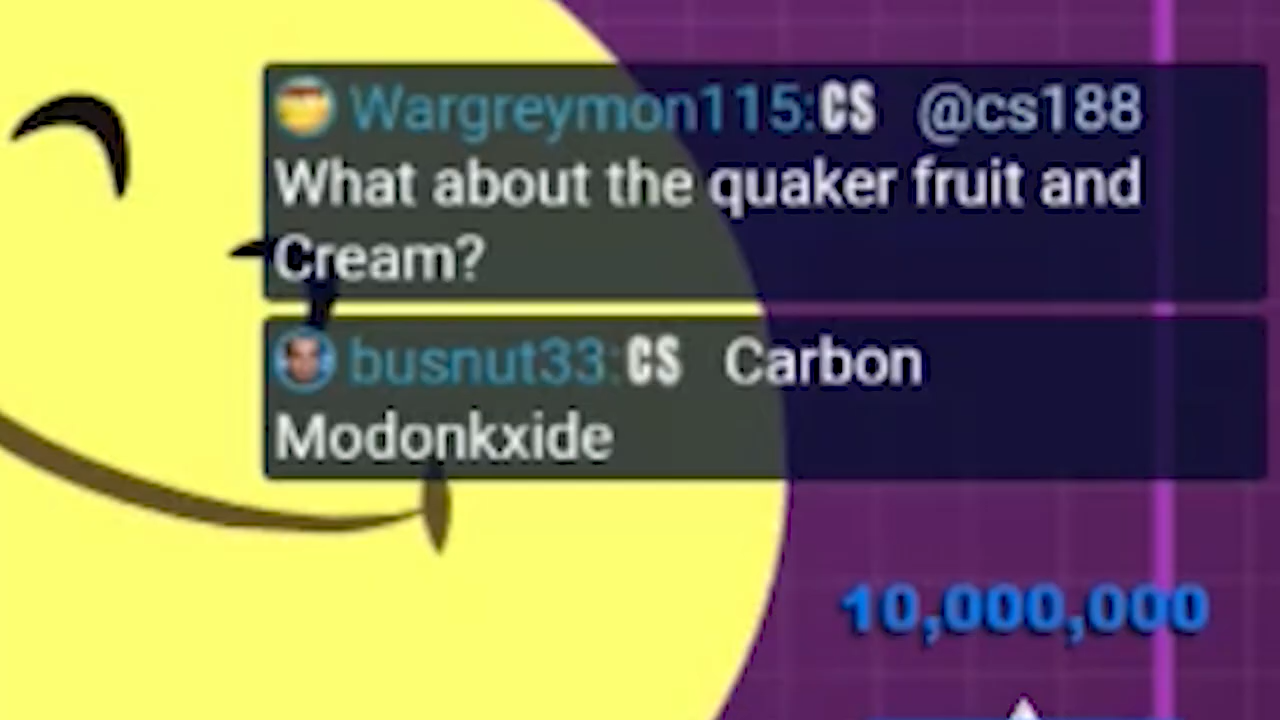 Wargreymon115:CS @cs188
What about the quaker fruit and
Cream?
busnut33:CS Carbon
Modonkxide
10,000,000